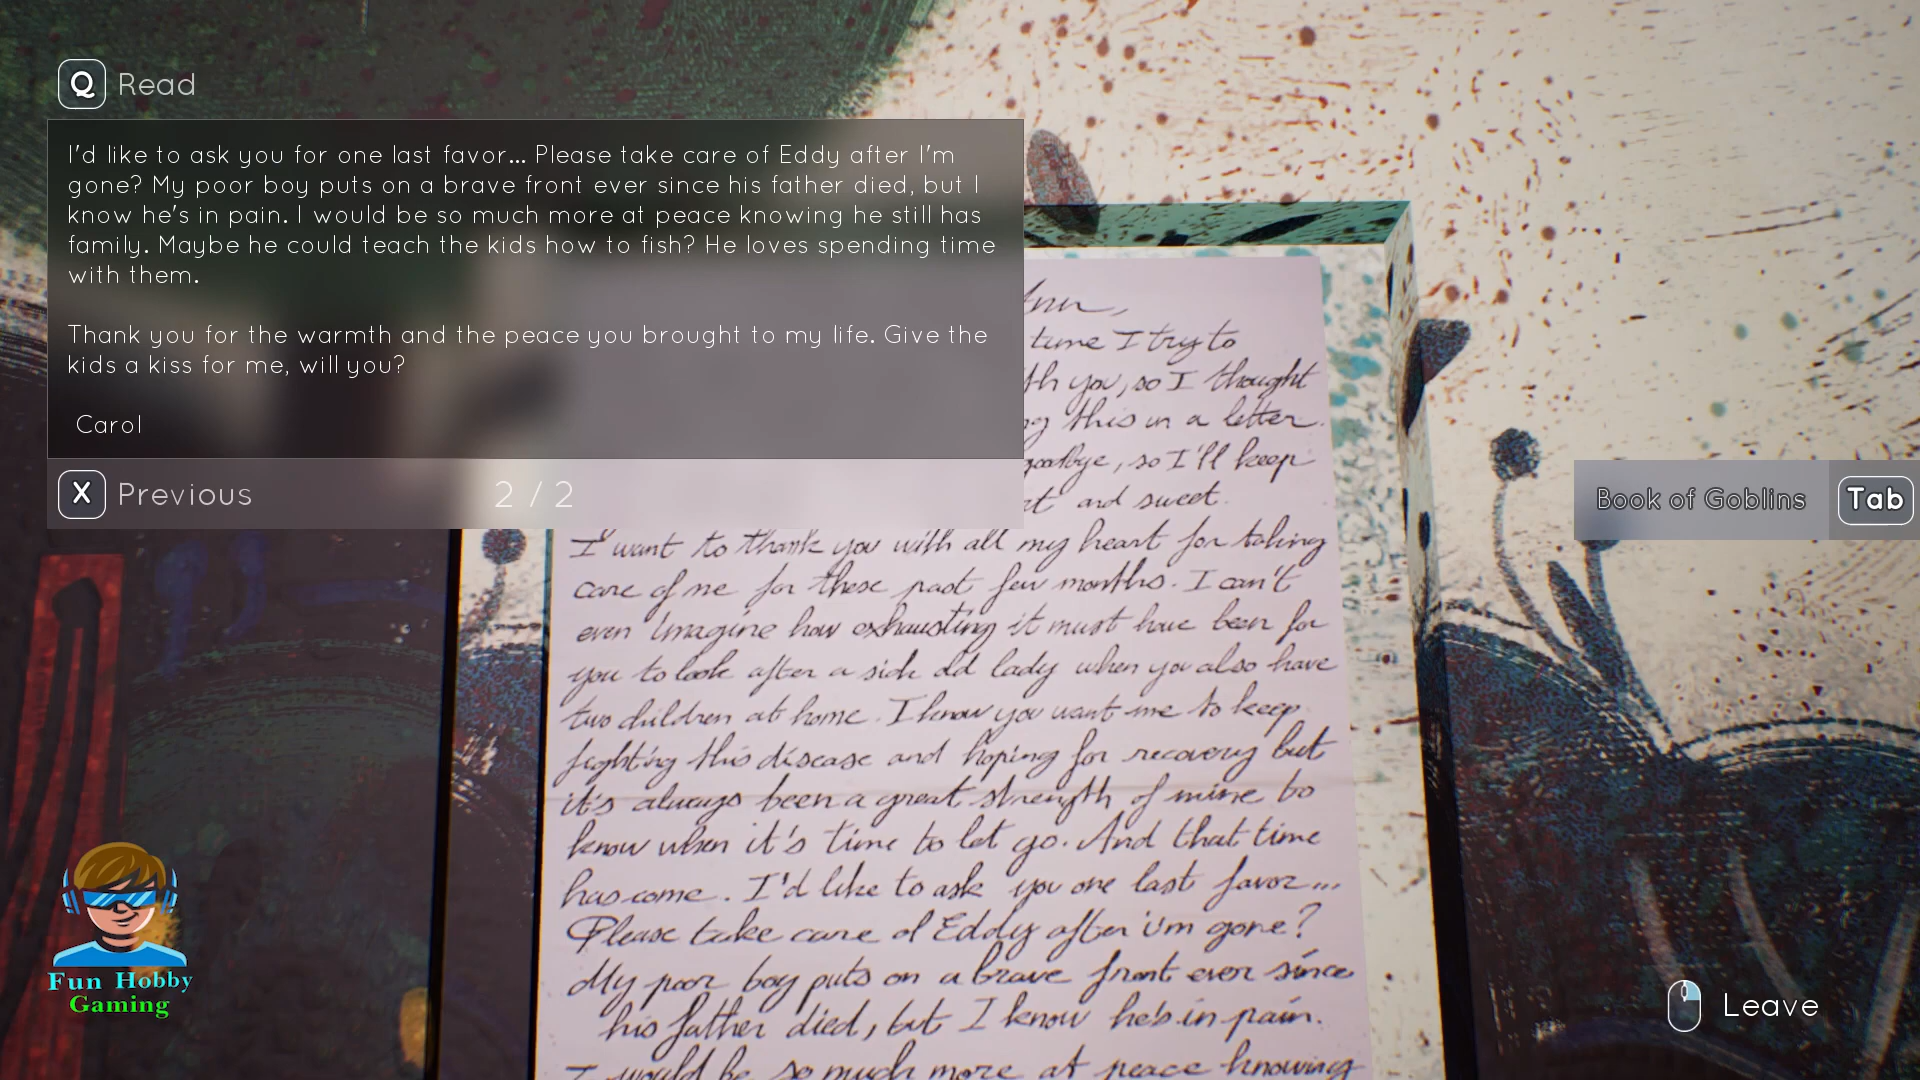 Q Read
I'd like to ask you for one last favor... Please take care of Eddy after I'm
gone? My poor boy puts on a brave front ever since his father died, but I
know he's in pain. I would be so much more at peace knowing he still has
family. Maybe he could teach the kids how to fish? He loves spending time
with them.
Thank you for the warmth and the peace you brought to my life. Give the
kids a kiss for me, will you?
Carol
X Previous 2 / 2
Book of Goblins Tab
time I try to
you, so I thought
this in a letter.
goodbye, so I'll keep
and sweet.
I want to thank you with all my heart for taking
care of me for these past few months. I can't
even imagine how exhausting it must have been for
you to look after a sick old lady when you also have
two children at home. I know you want me to keep
fighting this disease and hoping for recovery but
it's always been a great strength of mine to
know when it's time to let go. And that time
has come. I'd like to ask you one last favor...
Please take care of Eddy after i'm gone?
My poor boy puts on a brave front ever since
his father died, but I know he's in pain.
I would be so much more at peace knowing
Fun Hobby
Gaming
Leave